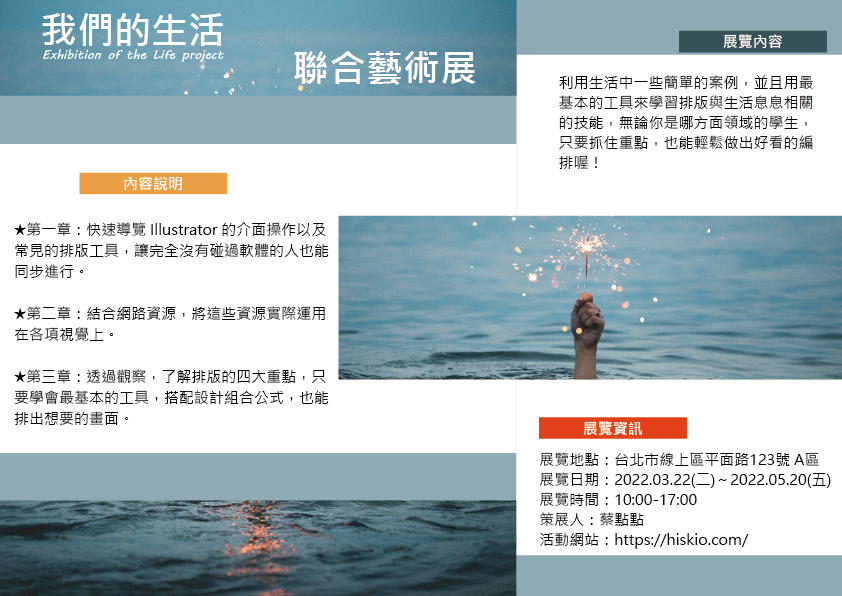 我們的生活
Exhibition of the Life project
聯合藝術展
內容說明
★第一章：快速導覽 Illustrator 的介面操作以及
常見的排版工具，讓完全沒有碰過軟體的人也能
同步進行。
★第二章：結合網路資源，將這些資源實際運用
在各項視覺上。
★第三章：透過觀察，了解排版的四大重點，只
要學會最基本的工具，搭配設計組合公式，也能
排出想要的畫面。
展覽內容
利用生活中一些簡單的案例，並且用最
基本的工具來學習排版與生活息息相關
的技能，無論你是哪方面領域的學生，
只要抓住重點，也能輕鬆做出好看的編
排喔！
展覽資訊
展覽地點：台北市線上區平面路123號 A區
展覽日期：2022.03.22(二)～2022.05.20(五)
展覽時間：10:00-17:00
策展人：蔡點點
活動網站：https://hiskio.com/